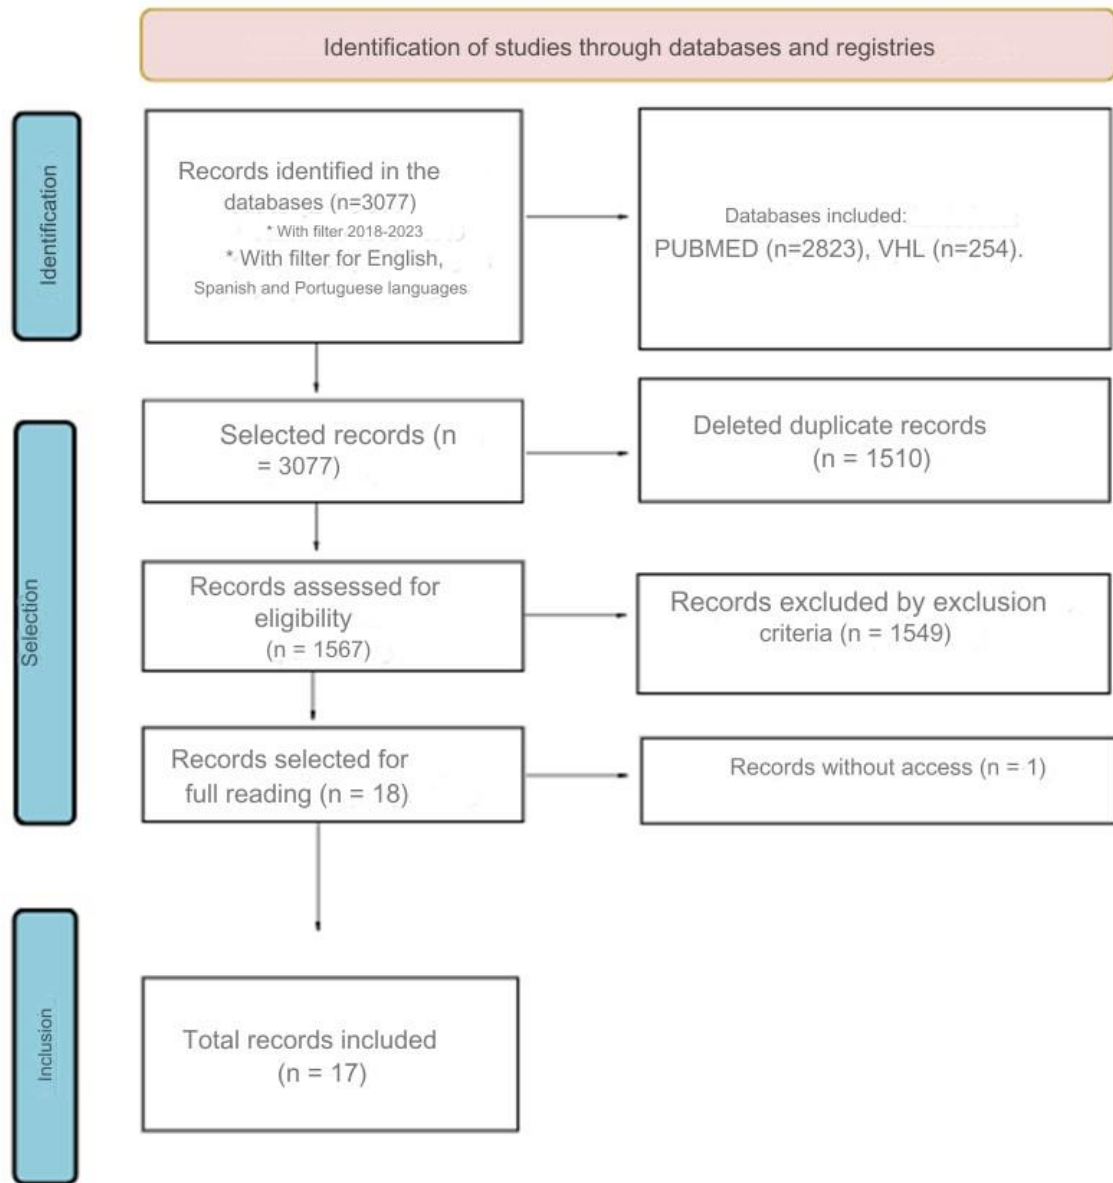 Identification of studies through databases and registries
Identification
Records identified in the
databases (n=3077)
* With filter 2018-2023
* With filter for English,
Spanish and Portuguese languages
Databases included:
PUBMED (n=2823), VHL (n=254).
Selection
Selected records (n
= 3077)
Deleted duplicate records
(n = 1510)
Records assessed for
eligibility
(n = 1567)
Records excluded by exclusion
criteria (n = 1549)
Records selected for
full reading (n = 18)
Records without access (n = 1)
Inclusion
Total records included
(n = 17)